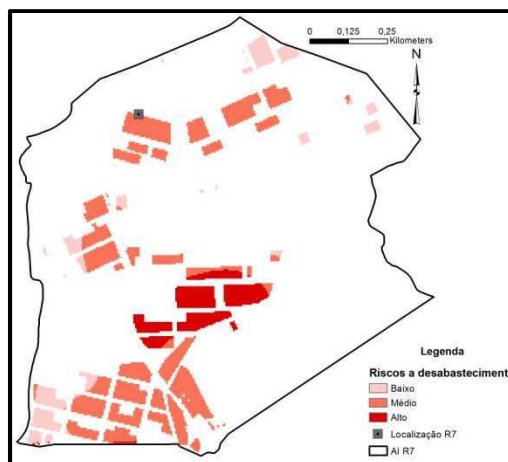 0 0,125 0,25
Kilometers
N
Legenda
Riscos a desabasteciment
Baixo
Médio
Alto
Localização R7
AI R7